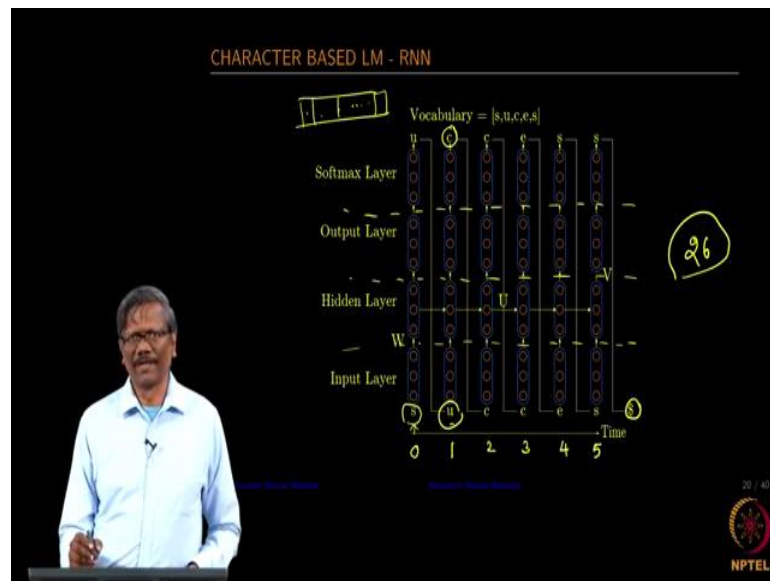 CHARACTER BASED LM - RNN
Vocabulary = [s,u,c,e,s]
u c c e s s
Softmax Layer
Output Layer
26
V
Hidden Layer
U
W
Input Layer
s u c c e s s
Time
0 1 2 3 4 5
20 / 40
NPTEL